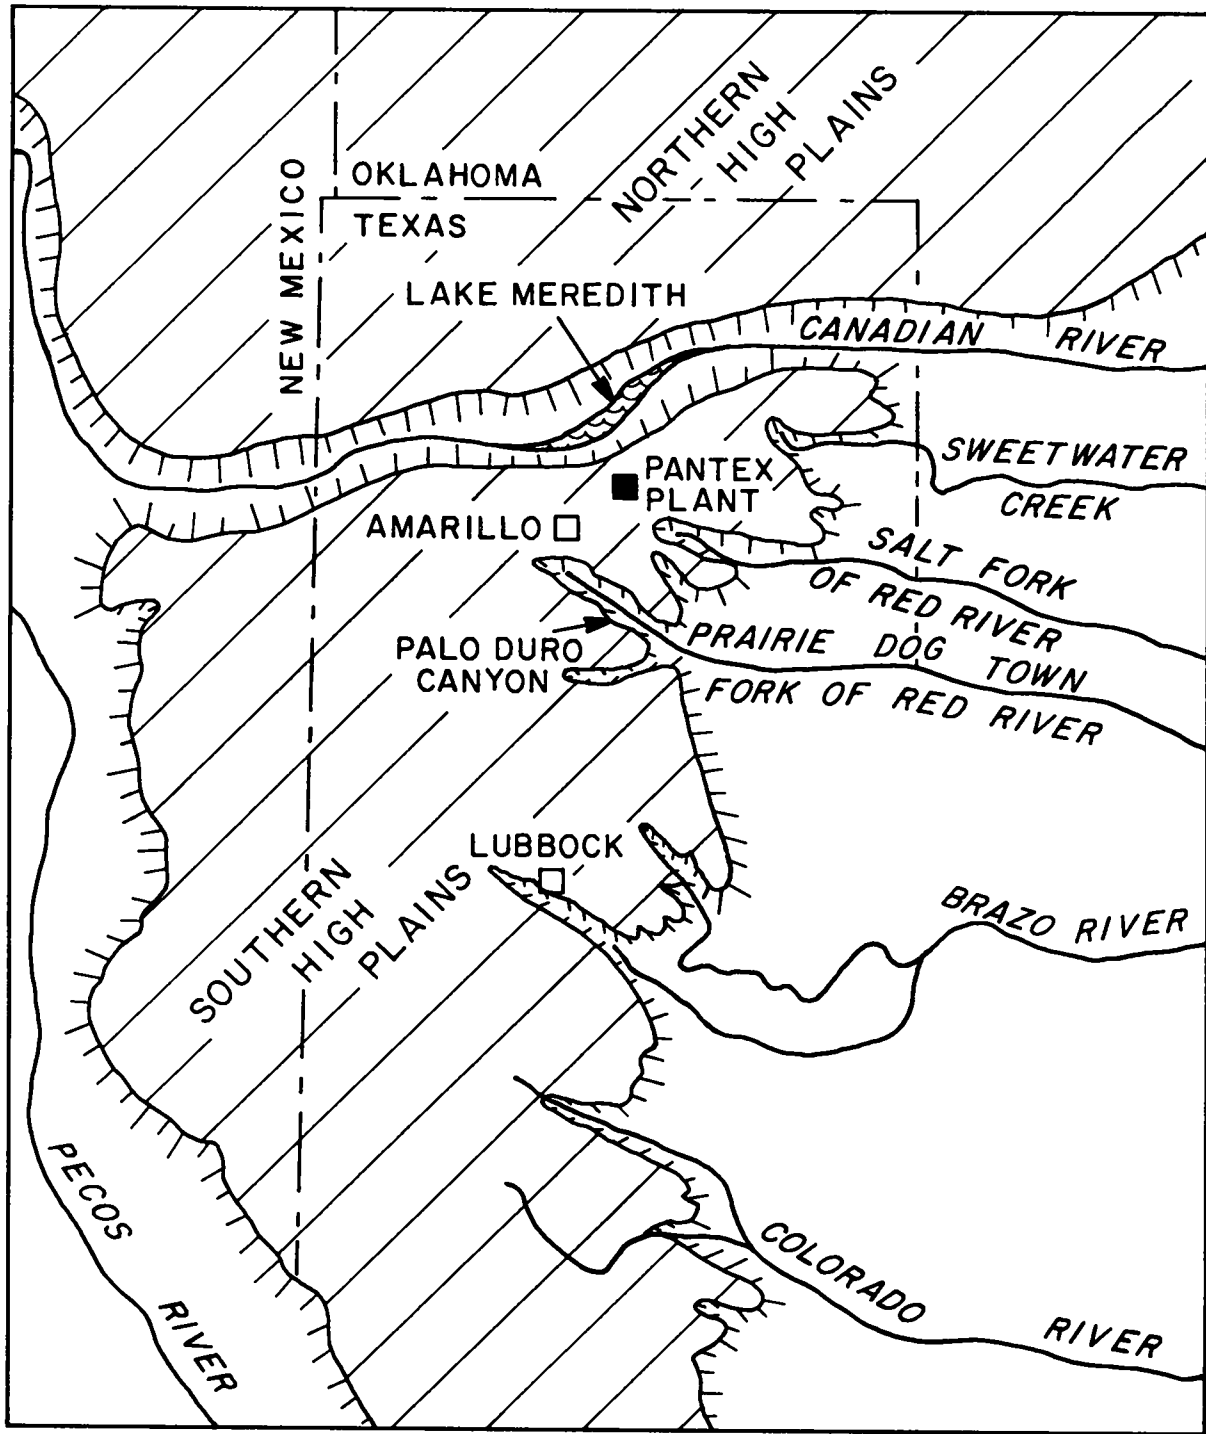 NORTHERN
HIGH
PLAINS
OKLAHOMA
TEXAS
NEW MEXICO
LAKE MEREDITH
CANADIAN RIVER
SWEETWATER
CREEK
PANTEX
PLANT
AMARILLO
SALT FORK
OF RED RIVER
PALO DURO
CANYON
PRAIRIE DOG TOWN
FORK OF RED RIVER
LUBBOCK
SOUTHERN
HIGH
PLAINS
BRAZO RIVER
PECOS RIVER
COLORADO RIVER